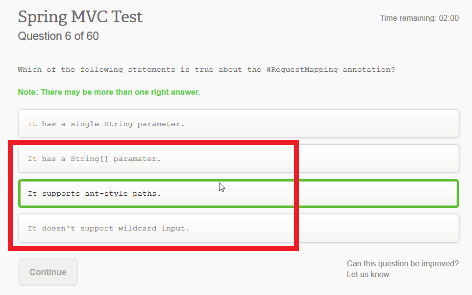 Spring MVC Test
Time remaining: 02:00
Question 6 of 60
Which of the following statements is true about the @RequestMapping annotation?
Note: There may be more than one right answer.
It has a single String parameter.
It has a String[] paramater.
It supports ant-style paths.
It doesn't support wildcard input.
Continue
Can this question be improved?
Let us know